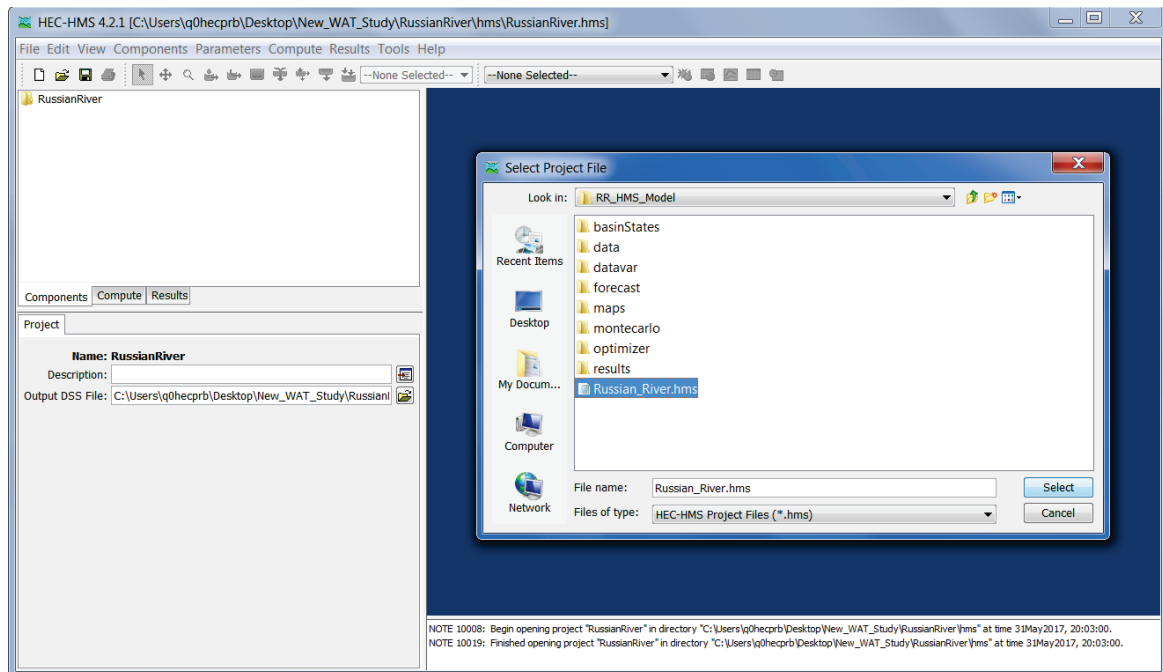 HEC-HMS 4.2.1 [C:\Users\q0hecprb\Desktop\New_WAT_Study\RussianRiver\hms\RussianRiver.hms]
File Edit View Components Parameters Compute Results Tools Help
--None Selected-- --None Selected--
RussianRiver
Components Compute Results
Project
Name: RussianRiver
Description:
Output DSS File: C:\Users\q0hecprb\Desktop\New_WAT_Study\Russian
Select Project File
Look in: RR_HMS_Model
Recent Items
Desktop
My Docum...
Computer
Network
basinStates
data
datavar
forecast
maps
montecarlo
optimizer
results
Russian_River.hms
File name: Russian_River.hms Select
Files of type: HEC-HMS Project Files (*.hms) Cancel
NOTE 10008: Begin opening project "RussianRiver" in directory "C:\Users\q0hecprb\Desktop\New_WAT_Study\RussianRiver\hms" at time 31May2017, 20:03:00.
NOTE 10019: Finished opening project "RussianRiver" in directory "C:\Users\q0hecprb\Desktop\New_WAT_Study\RussianRiver\hms" at time 31May2017, 20:03:00.